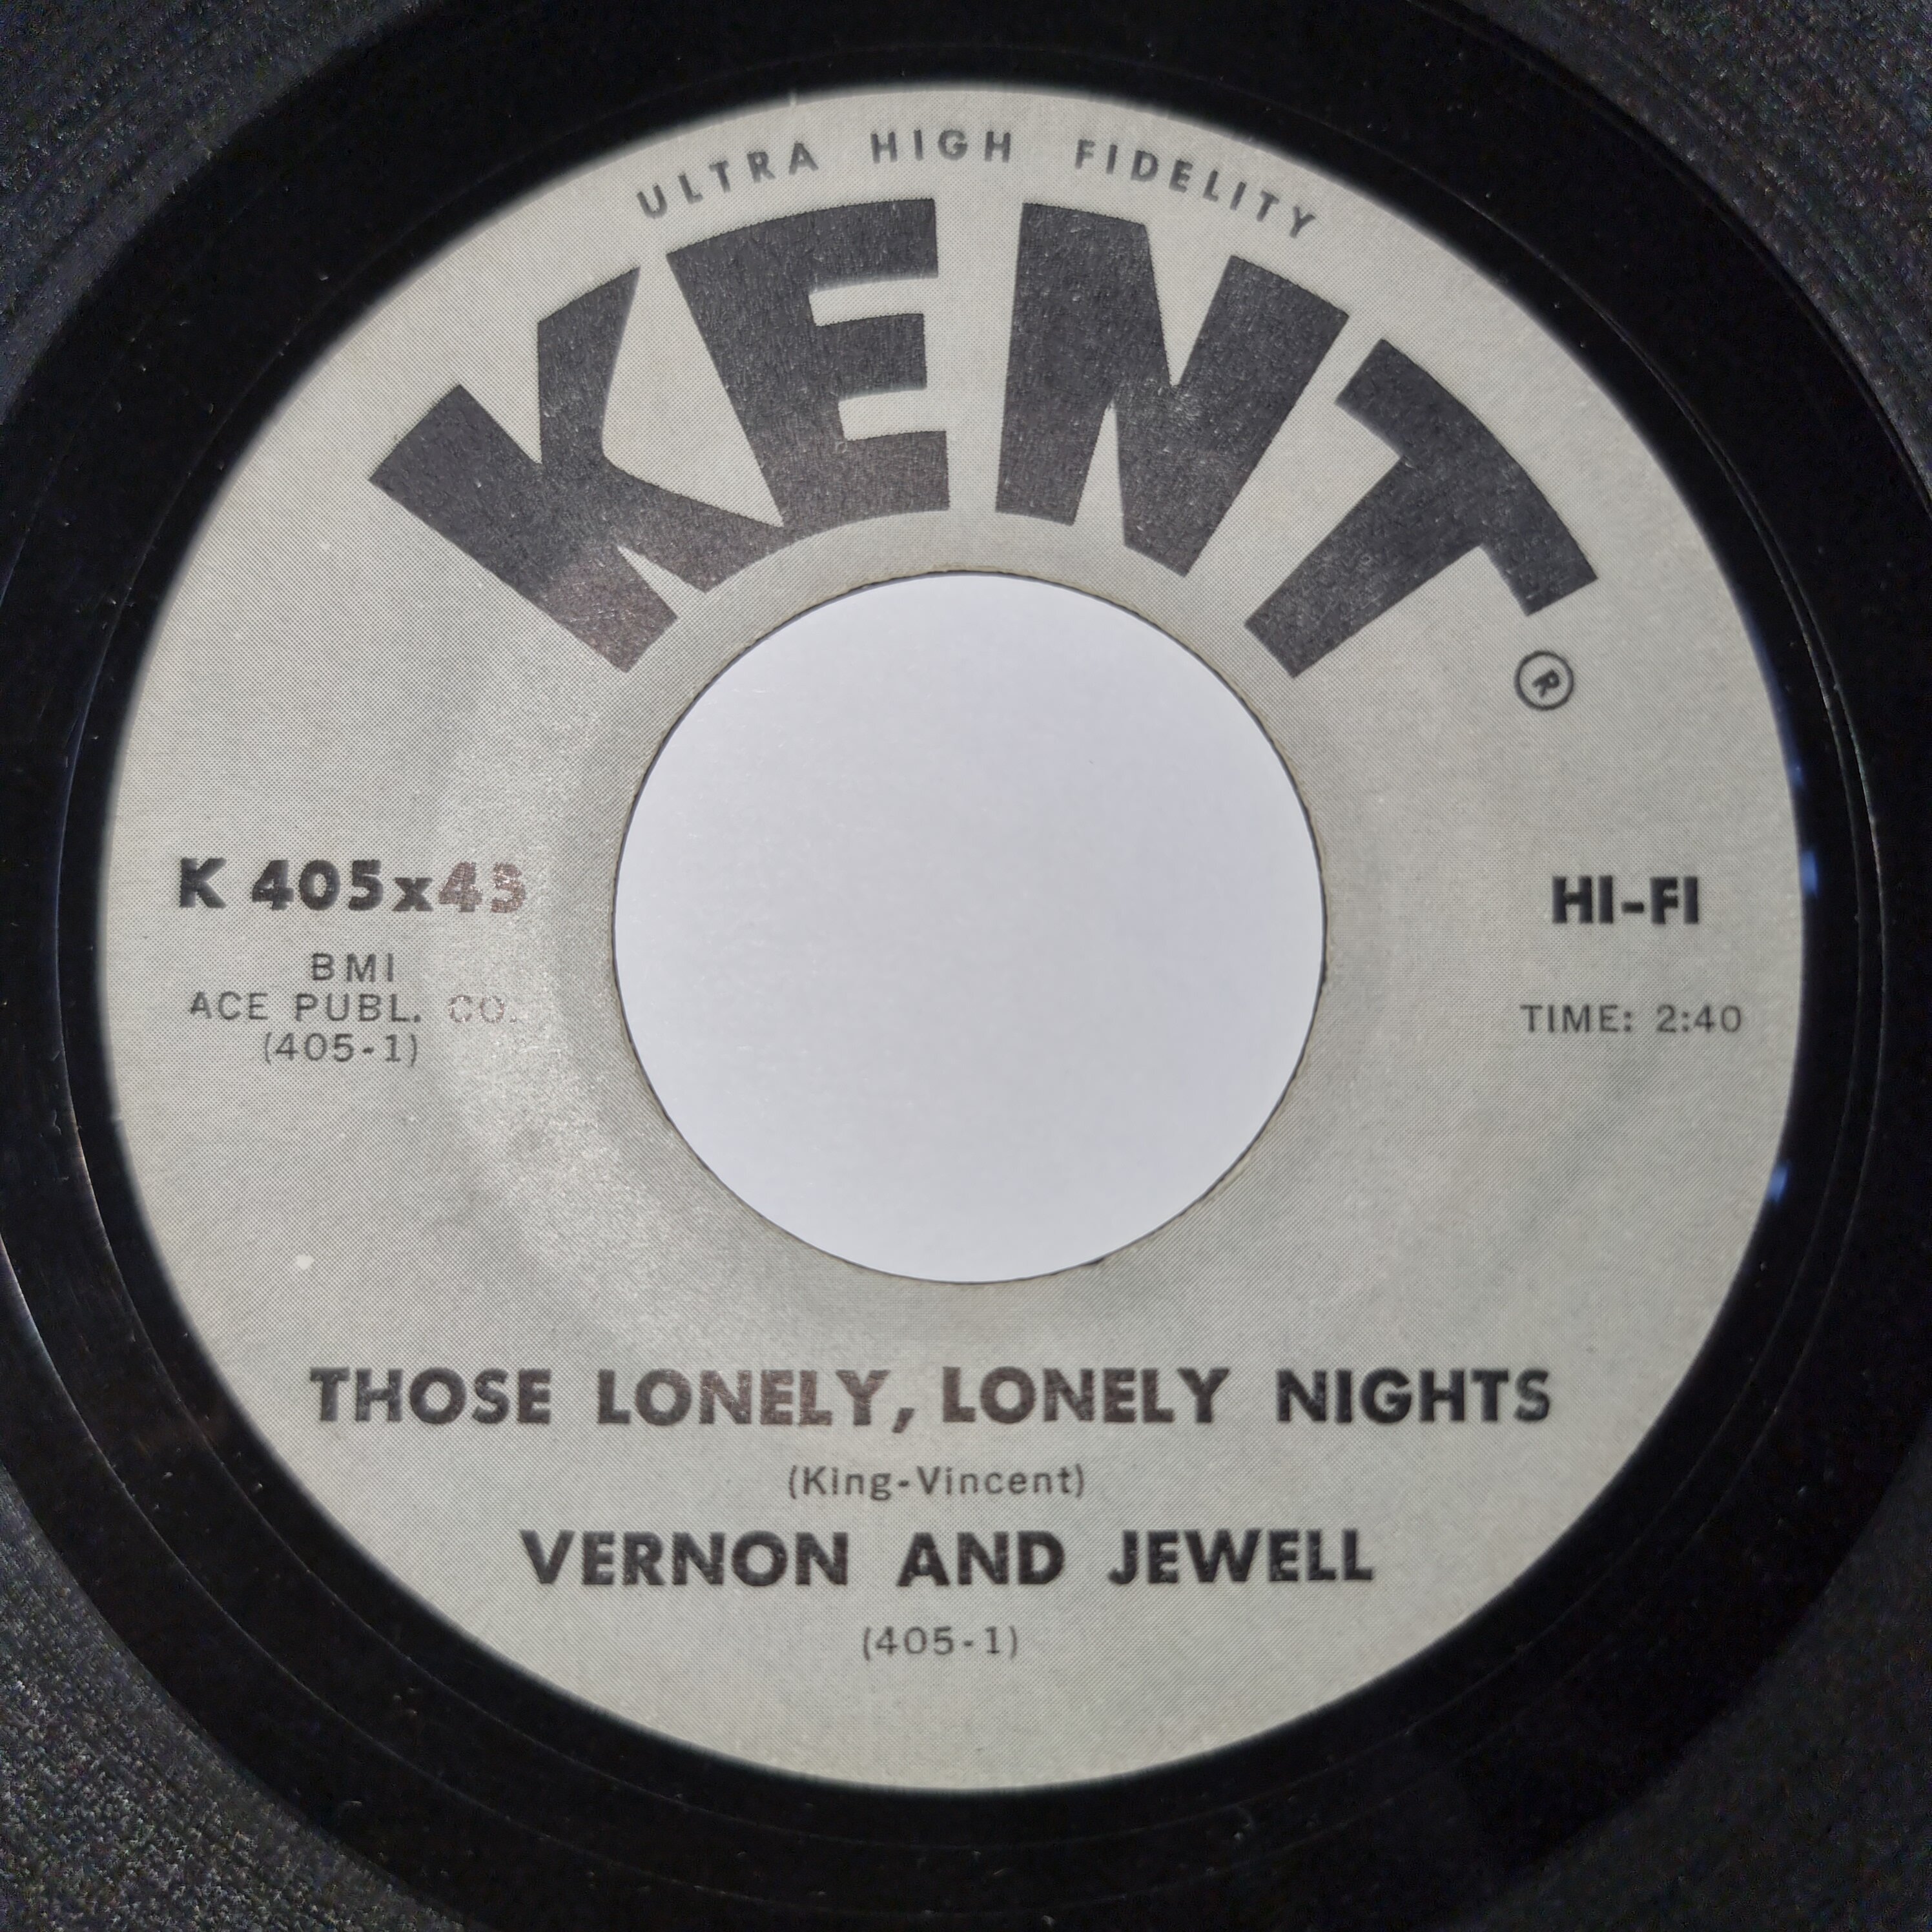 ULTRA HIGH FIDELITY
KENT
®
K 405x45
BMI
ACE PUBL. CO.
(405-1)
HI-FI
TIME: 2:40
THOSE LONELY, LONELY NIGHTS
(King-Vincent)
VERNON AND JEWELL
(405-1)